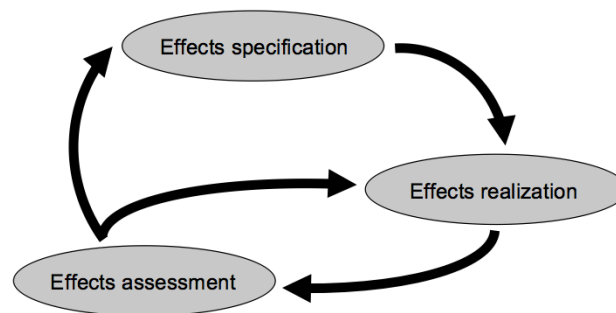 Effects specification
Effects realization
Effects assessment